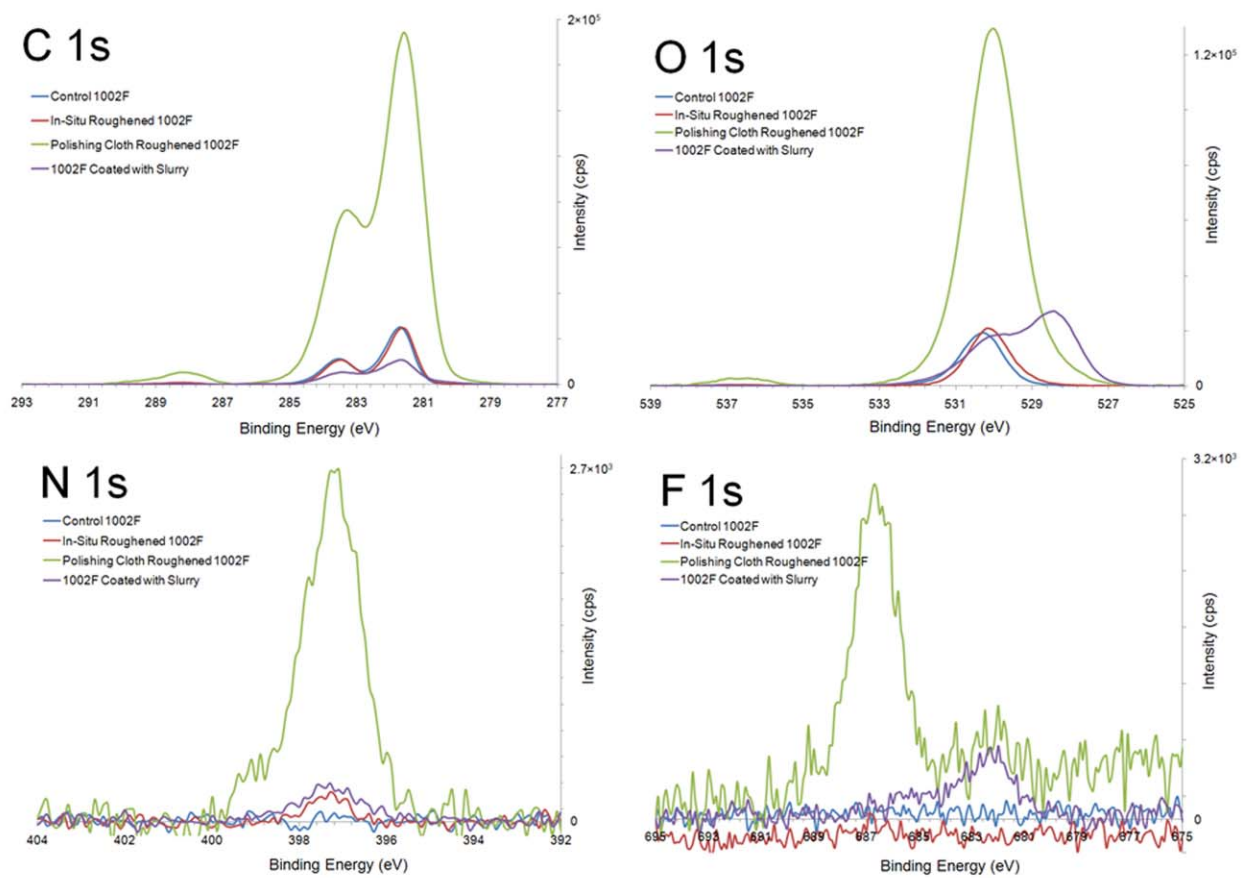 C 1s
Control 1002F
In-Situ Roughened 1002F
Polishing Cloth Roughened 1002F
1002F Coated with Slurry
2×10⁵
Intensity (cps)
0
293 291 289 287 285 283 281 279 277
Binding Energy (eV)
O 1s
Control 1002F
In-Situ Roughened 1002F
Polishing Cloth Roughened 1002F
1002F Coated with Slurry
1.2×10⁵
Intensity (cps)
0
539 537 535 533 531 529 527 525
Binding Energy (eV)
N 1s
Control 1002F
In-Situ Roughened 1002F
Polishing Cloth Roughened 1002F
1002F Coated with Slurry
2.7×10³
Intensity (cps)
0
404 402 400 398 396 394 392
Binding Energy (eV)
F 1s
Control 1002F
In-Situ Roughened 1002F
Polishing Cloth Roughened 1002F
1002F Coated with Slurry
3.2×10³
Intensity (cps)
0
695 693 691 689 687 685 683 681 679 677 675
Binding Energy (eV)